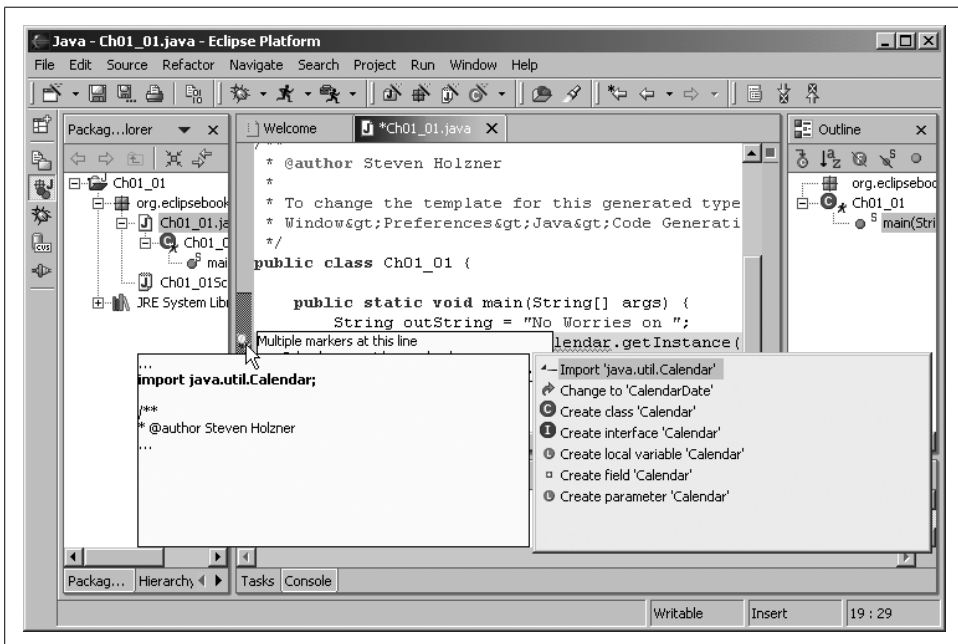 Java - Ch01_01.java - Eclipse Platform
File Edit Source Refactor Navigate Search Project Run Window Help
Packag...lorer
Welcome
*Ch01_01.java
Outline
Ch01_01
org.eclipsebook
Ch01_01.ja
Ch01_0
mai
Ch01_01Sc
JRE System Libr
* @author Steven Holzner
*
* To change the template for this generated type
* Window&gt;Preferences&gt;Java&gt;Code Generati
*/
public class Ch01_01 {
public static void main(String[] args) {
String outString = "No Worries on ";
Multiple markers at this line
lendar.getInstance(
org.eclipseboo
Ch01_01
main(Stri
...
import java.util.Calendar;
/**
* @author Steven Holzner
...
Import 'java.util.Calendar'
Change to 'CalendarDate'
Create class 'Calendar'
Create interface 'Calendar'
Create local variable 'Calendar'
Create field 'Calendar'
Create parameter 'Calendar'
Packag... Hierarchy
Tasks Console
Writable Insert 19 : 29